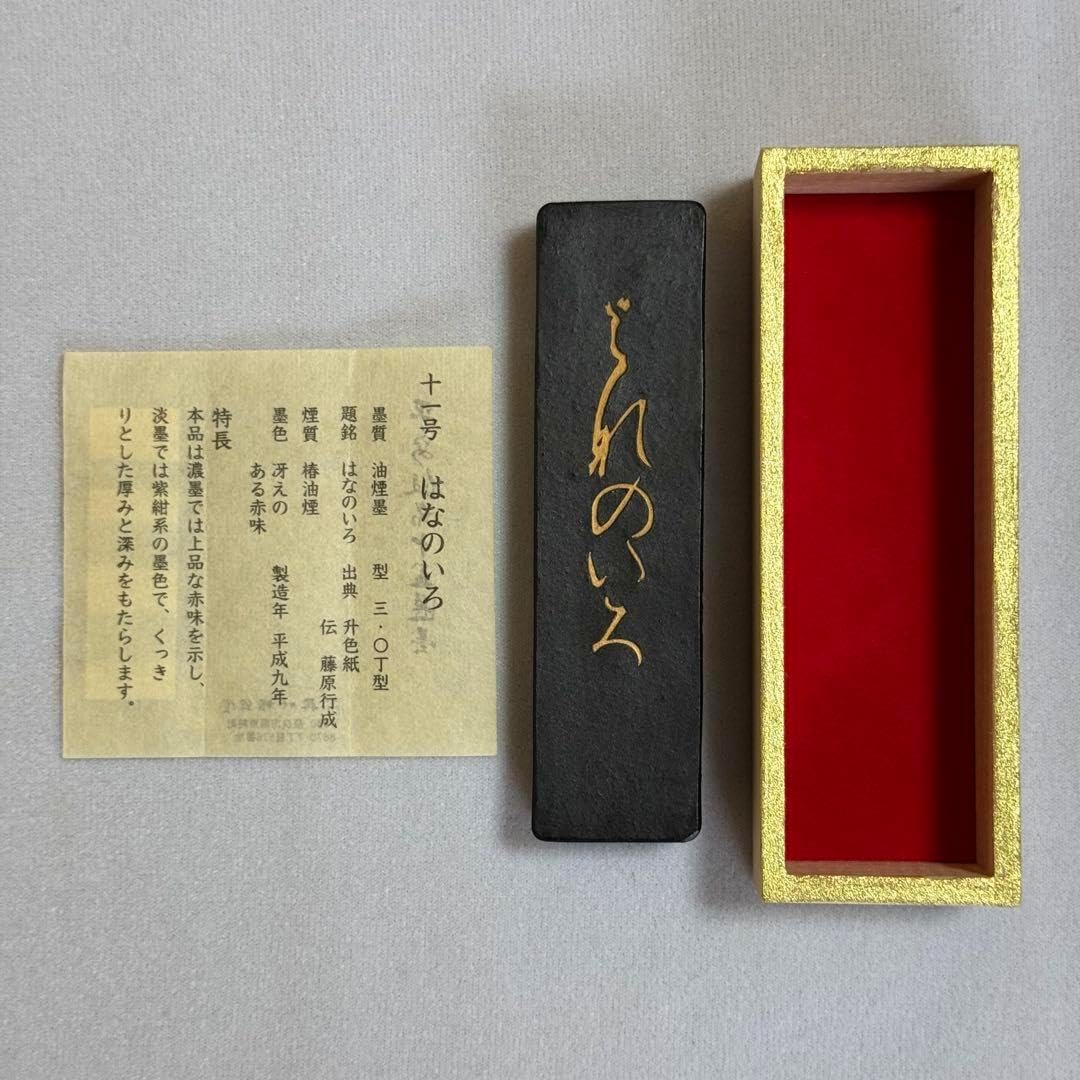 十一号 はなのいろ
墨質 油煙墨 型 三・〇丁型
題銘 はなのいろ 出典 升色紙
伝 藤原行成
煙質 椿油煙
墨色 冴えの 製造年 平成九年
ある赤味
特長
本品は濃墨では上品な赤味を示し、
淡墨では紫紺系の墨色で、くっき
りとした厚みと深みをもたらします。
はなのいろ